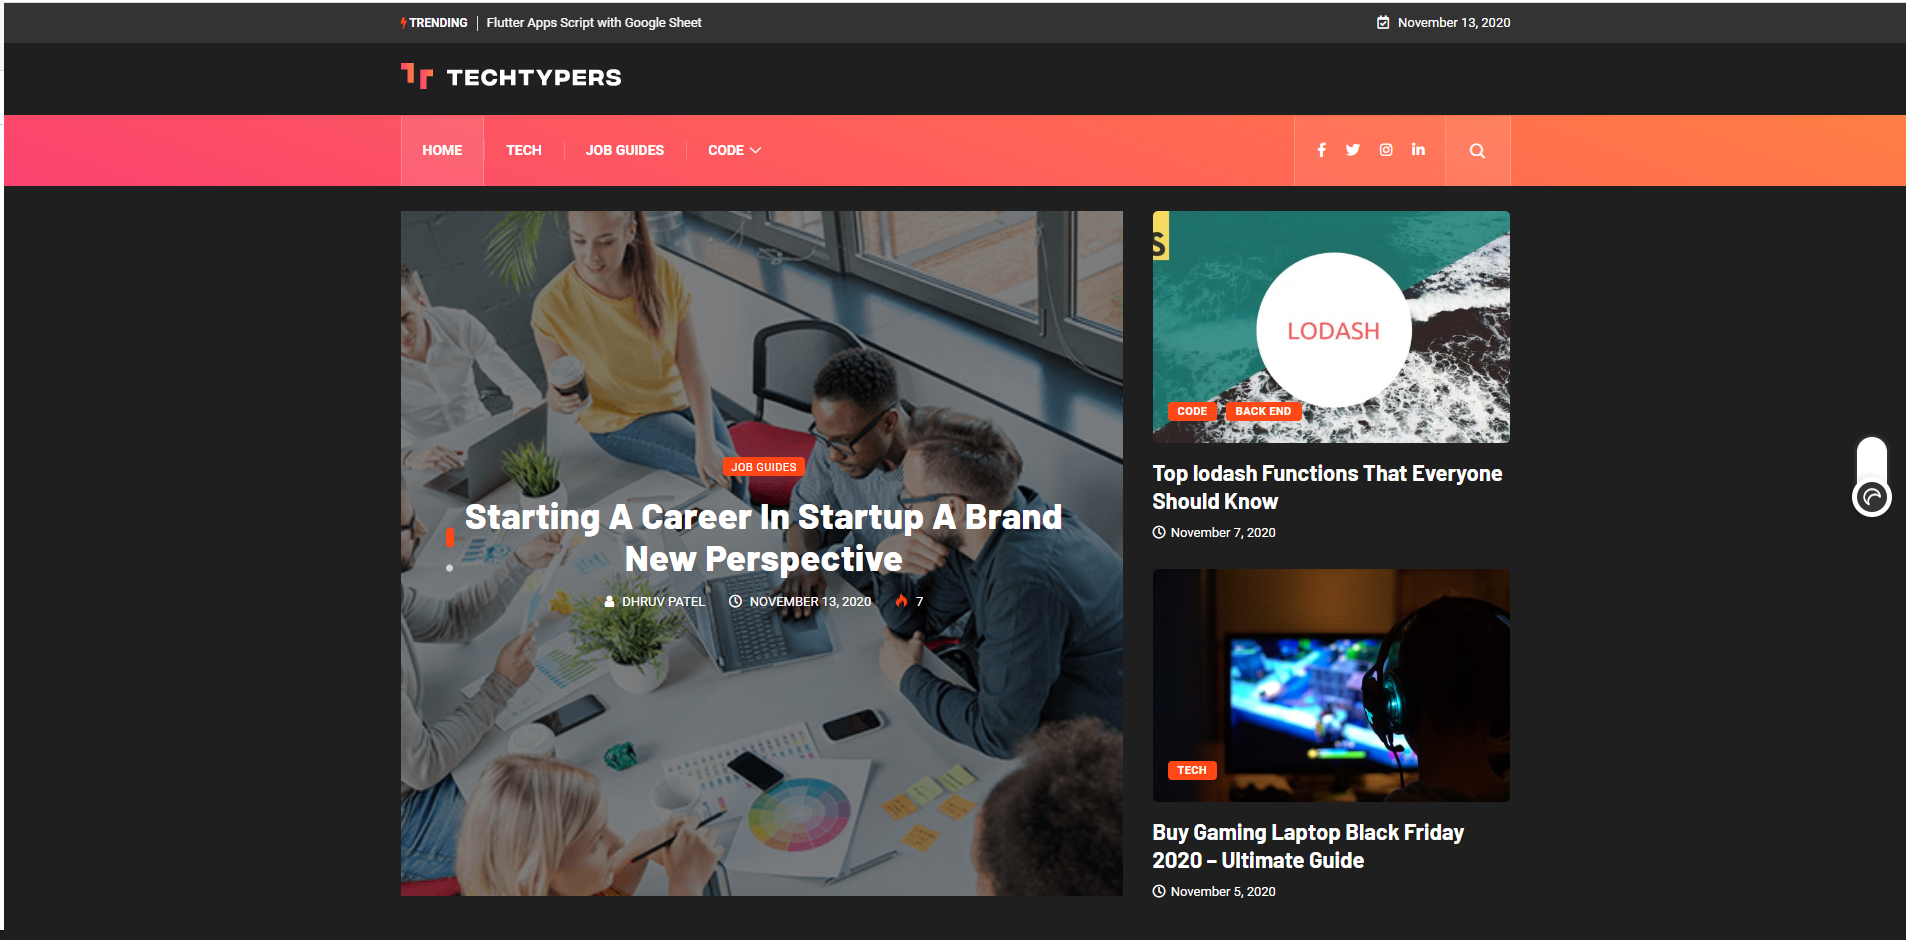 TRENDING
Flutter Apps Script with Google Sheet
November 13, 2020
TECHTYPERS
HOME
TECH
JOB GUIDES
CODE
S
LODASH
CODE
BACK END
JOB GUIDES
Starting A Career In Startup A Brand
New Perspective
DHRUV PATEL
NOVEMBER 13, 2020
7
Top lodash Functions That Everyone
Should Know
November 7, 2020
TECH
Buy Gaming Laptop Black Friday
2020 – Ultimate Guide
November 5, 2020